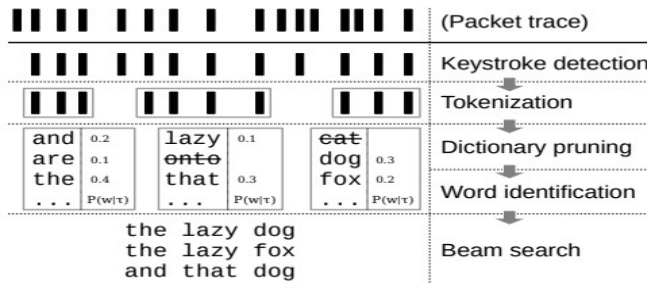 (Packet trace)
Keystroke detection
Tokenization
and 0.2 lazy 0.1 cat
are 0.1 onto dog 0.3
the 0.4 that 0.3 fox 0.2
... P(w|τ) ... P(w|τ) ... P(w|τ)
Dictionary pruning
Word identification
the lazy dog
the lazy fox
and that dog
Beam search